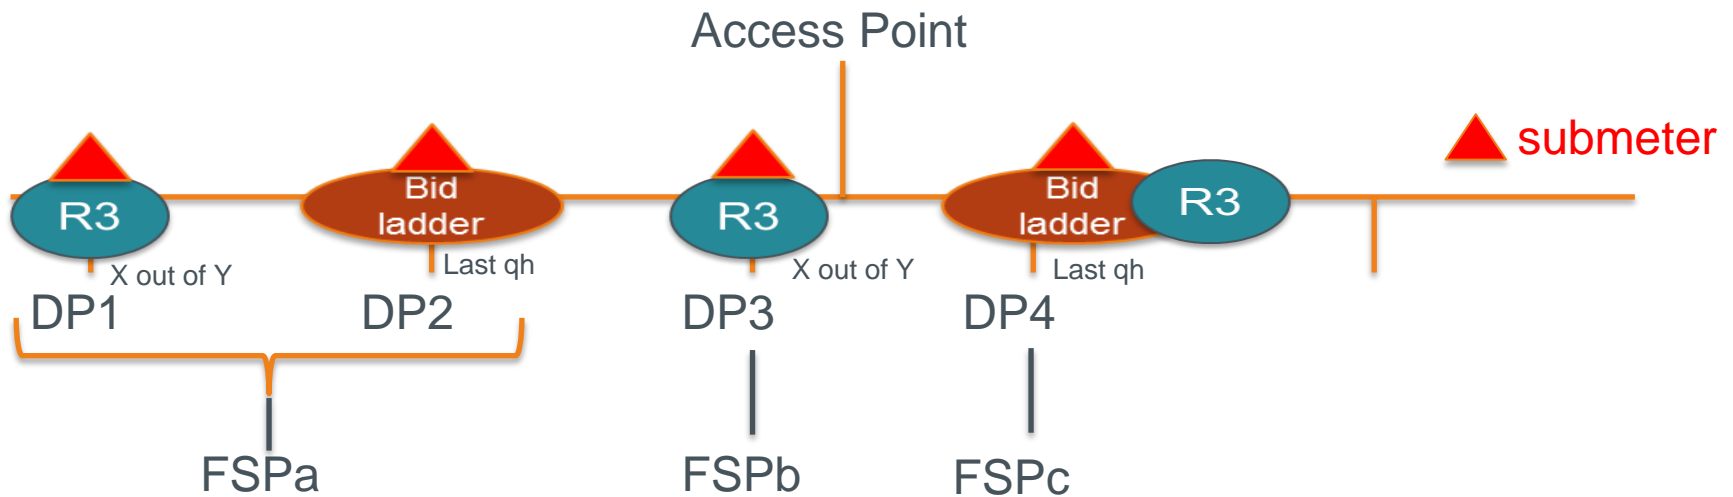 Access Point
submeter
R3
Bid
ladder
R3
Bid
ladder
R3
X out of Y
Last qh
X out of Y
Last qh
DP1
DP2
DP3
DP4
FSPa
FSPb
FSPc